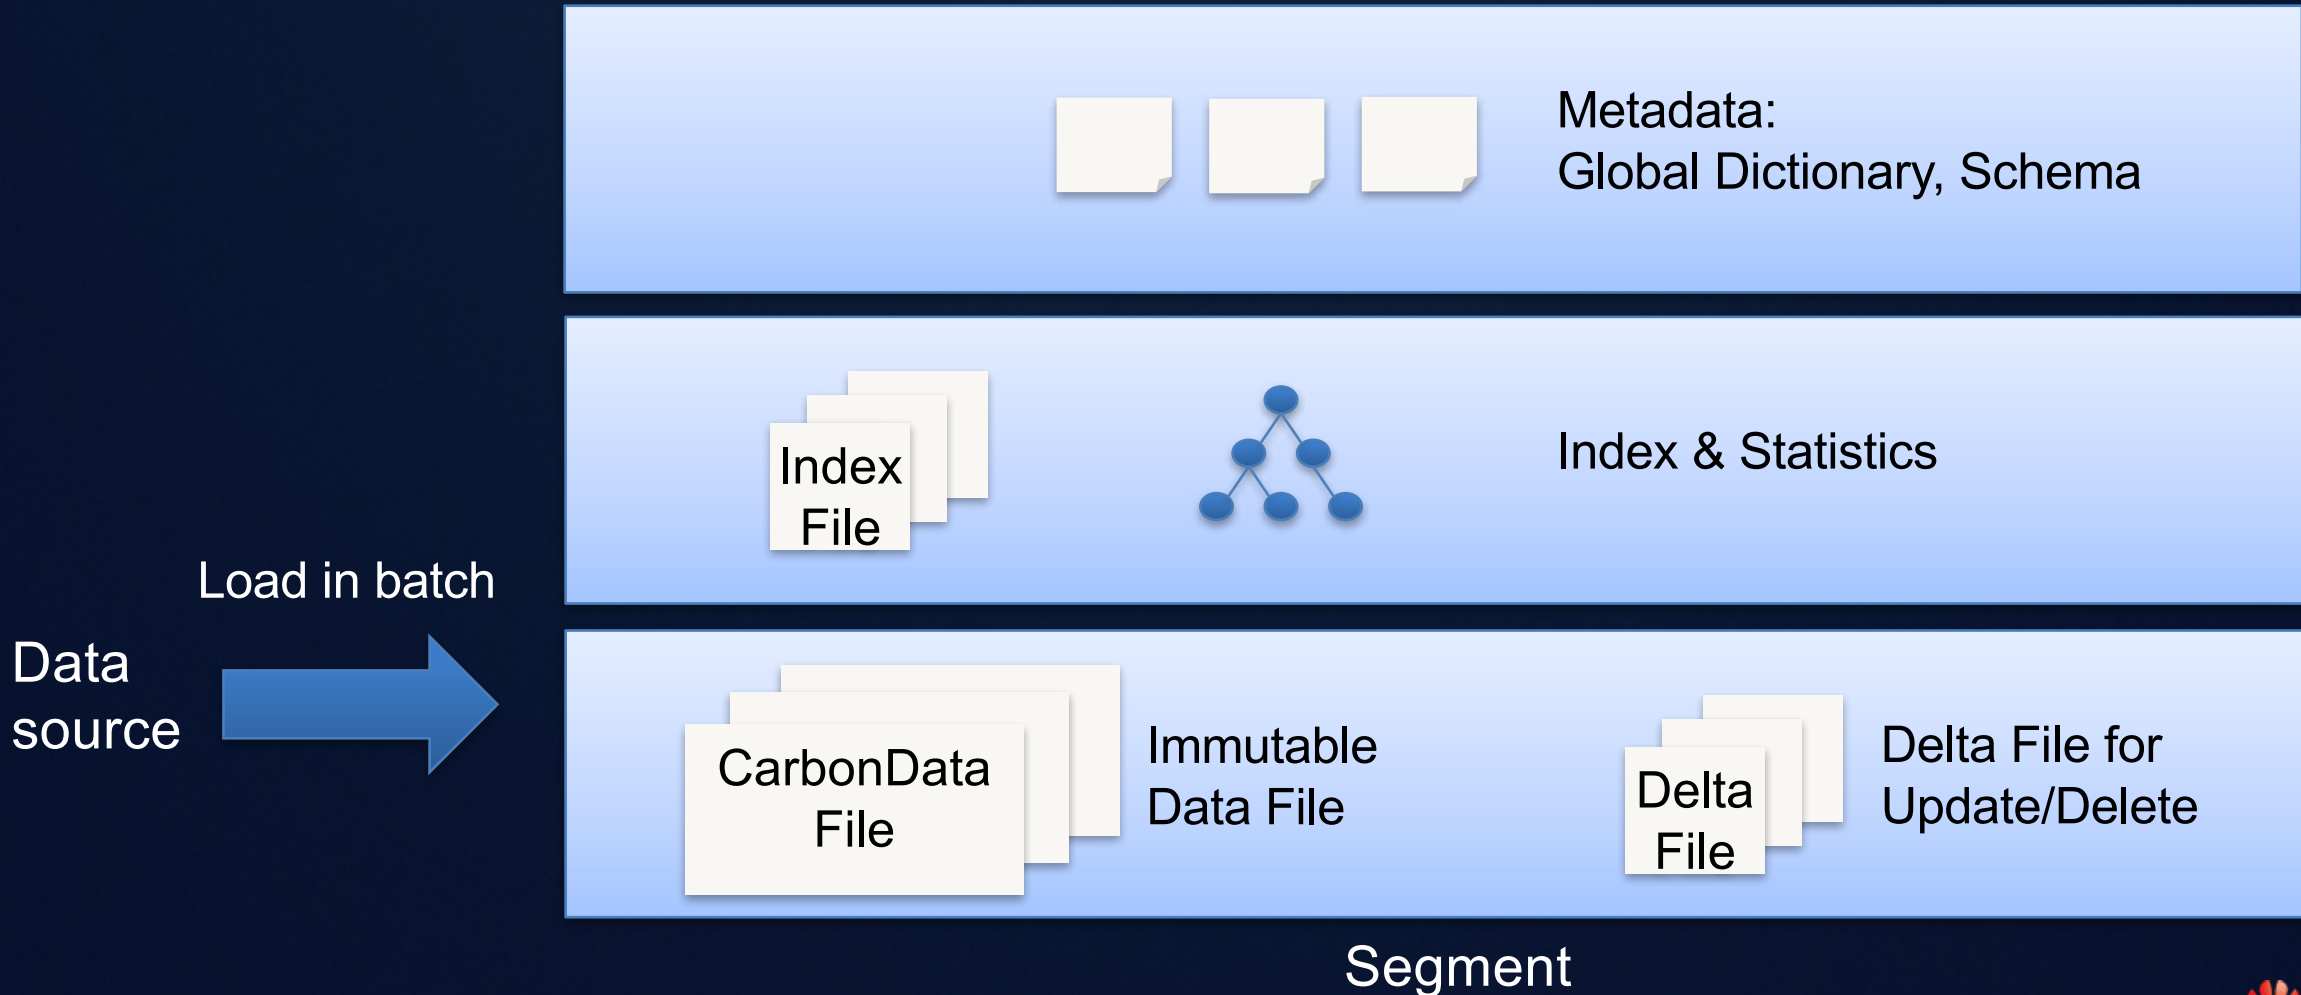 Metadata:
Global Dictionary, Schema
Index
File
Index & Statistics
Load in batch
Data
source
CarbonData
File
Immutable
Data File
Delta
File
Delta File for
Update/Delete
Segment